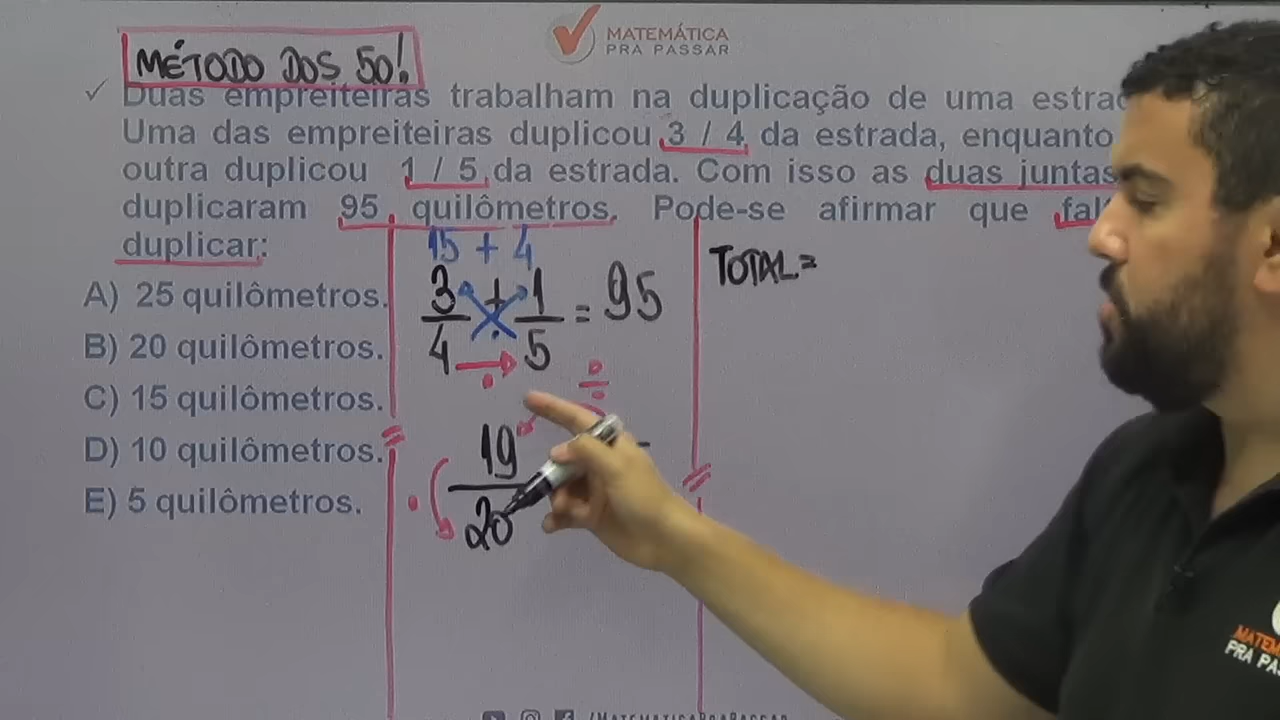 MATEMÁTICA
PRA PASSAR
MÉTODO DOS 50!
✓ Duas empreiteiras trabalham na duplicação de uma
Uma das empreiteiras duplicou 3 / 4 da estrada, enquanto
outra duplicou 1 / 5 da estrada. Com isso as duas juntas
duplicaram 95 quilômetros. Pode-se afirmar que
duplicar:
A) 25 quilômetros.
B) 20 quilômetros.
C) 15 quilômetros.
D) 10 quilômetros.
E) 5 quilômetros.
15 + 4
3/4 + 1/5 = 95
19/20
TOTAL =
PRA
/MatematicaPraPassar